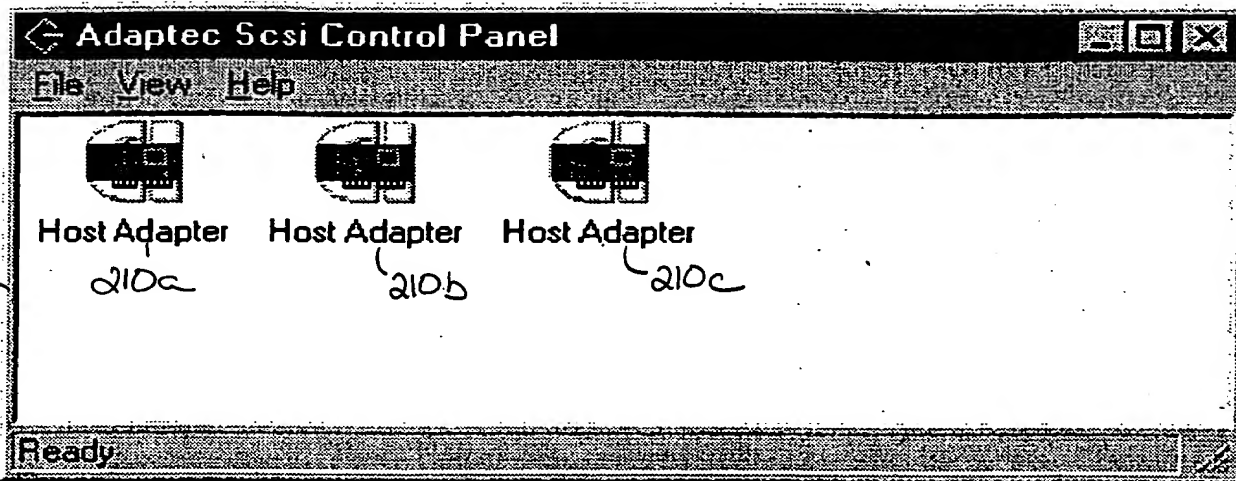 Adaptec Scsi Control Panel
File View Help
Host Adapter Host Adapter Host Adapter
210a 210b 210c
Ready